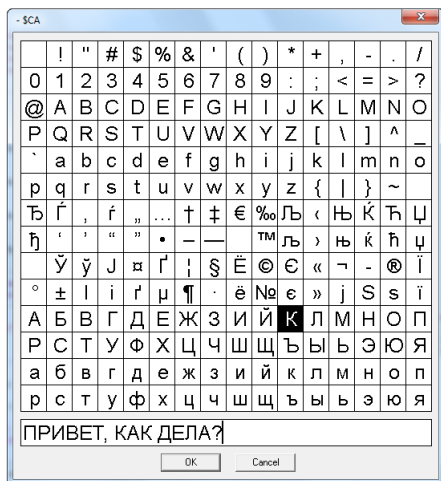 - $CA
! " # $ % & ' ( ) * + , - . /
0 1 2 3 4 5 6 7 8 9 : ; < = > ?
@ A B C D E F G H I J K L M N O
P Q R S T U V W X Y Z [ \ ] ^ _
` a b c d e f g h i j k l m n o
p q r s t u v w x y z { | } ~
Ђ Ѓ ‚ ѓ „ … † ‡ € ‰ Љ ‹ Њ Ќ Ћ Џ
ђ ‘ ’ “ ” • – — ™ љ › њ ќ ћ џ
Ў ў Ј ¤ Ґ ¦ § Ё © Є « ¬ - ® Ї
° ± І і ґ µ ¶ · ё № є » ј Ѕ ѕ ї
А Б В Г Д Е Ж З И Й К Л М Н О П
Р С Т У Ф Х Ц Ч Ш Щ Ъ Ы Ь Э Ю Я
а б в г д е ж з и й к л м н о п
р с т у ф х ц ч ш щ ъ ы ь э ю я
ПРИВЕТ, КАК ДЕЛА?
OK Cancel